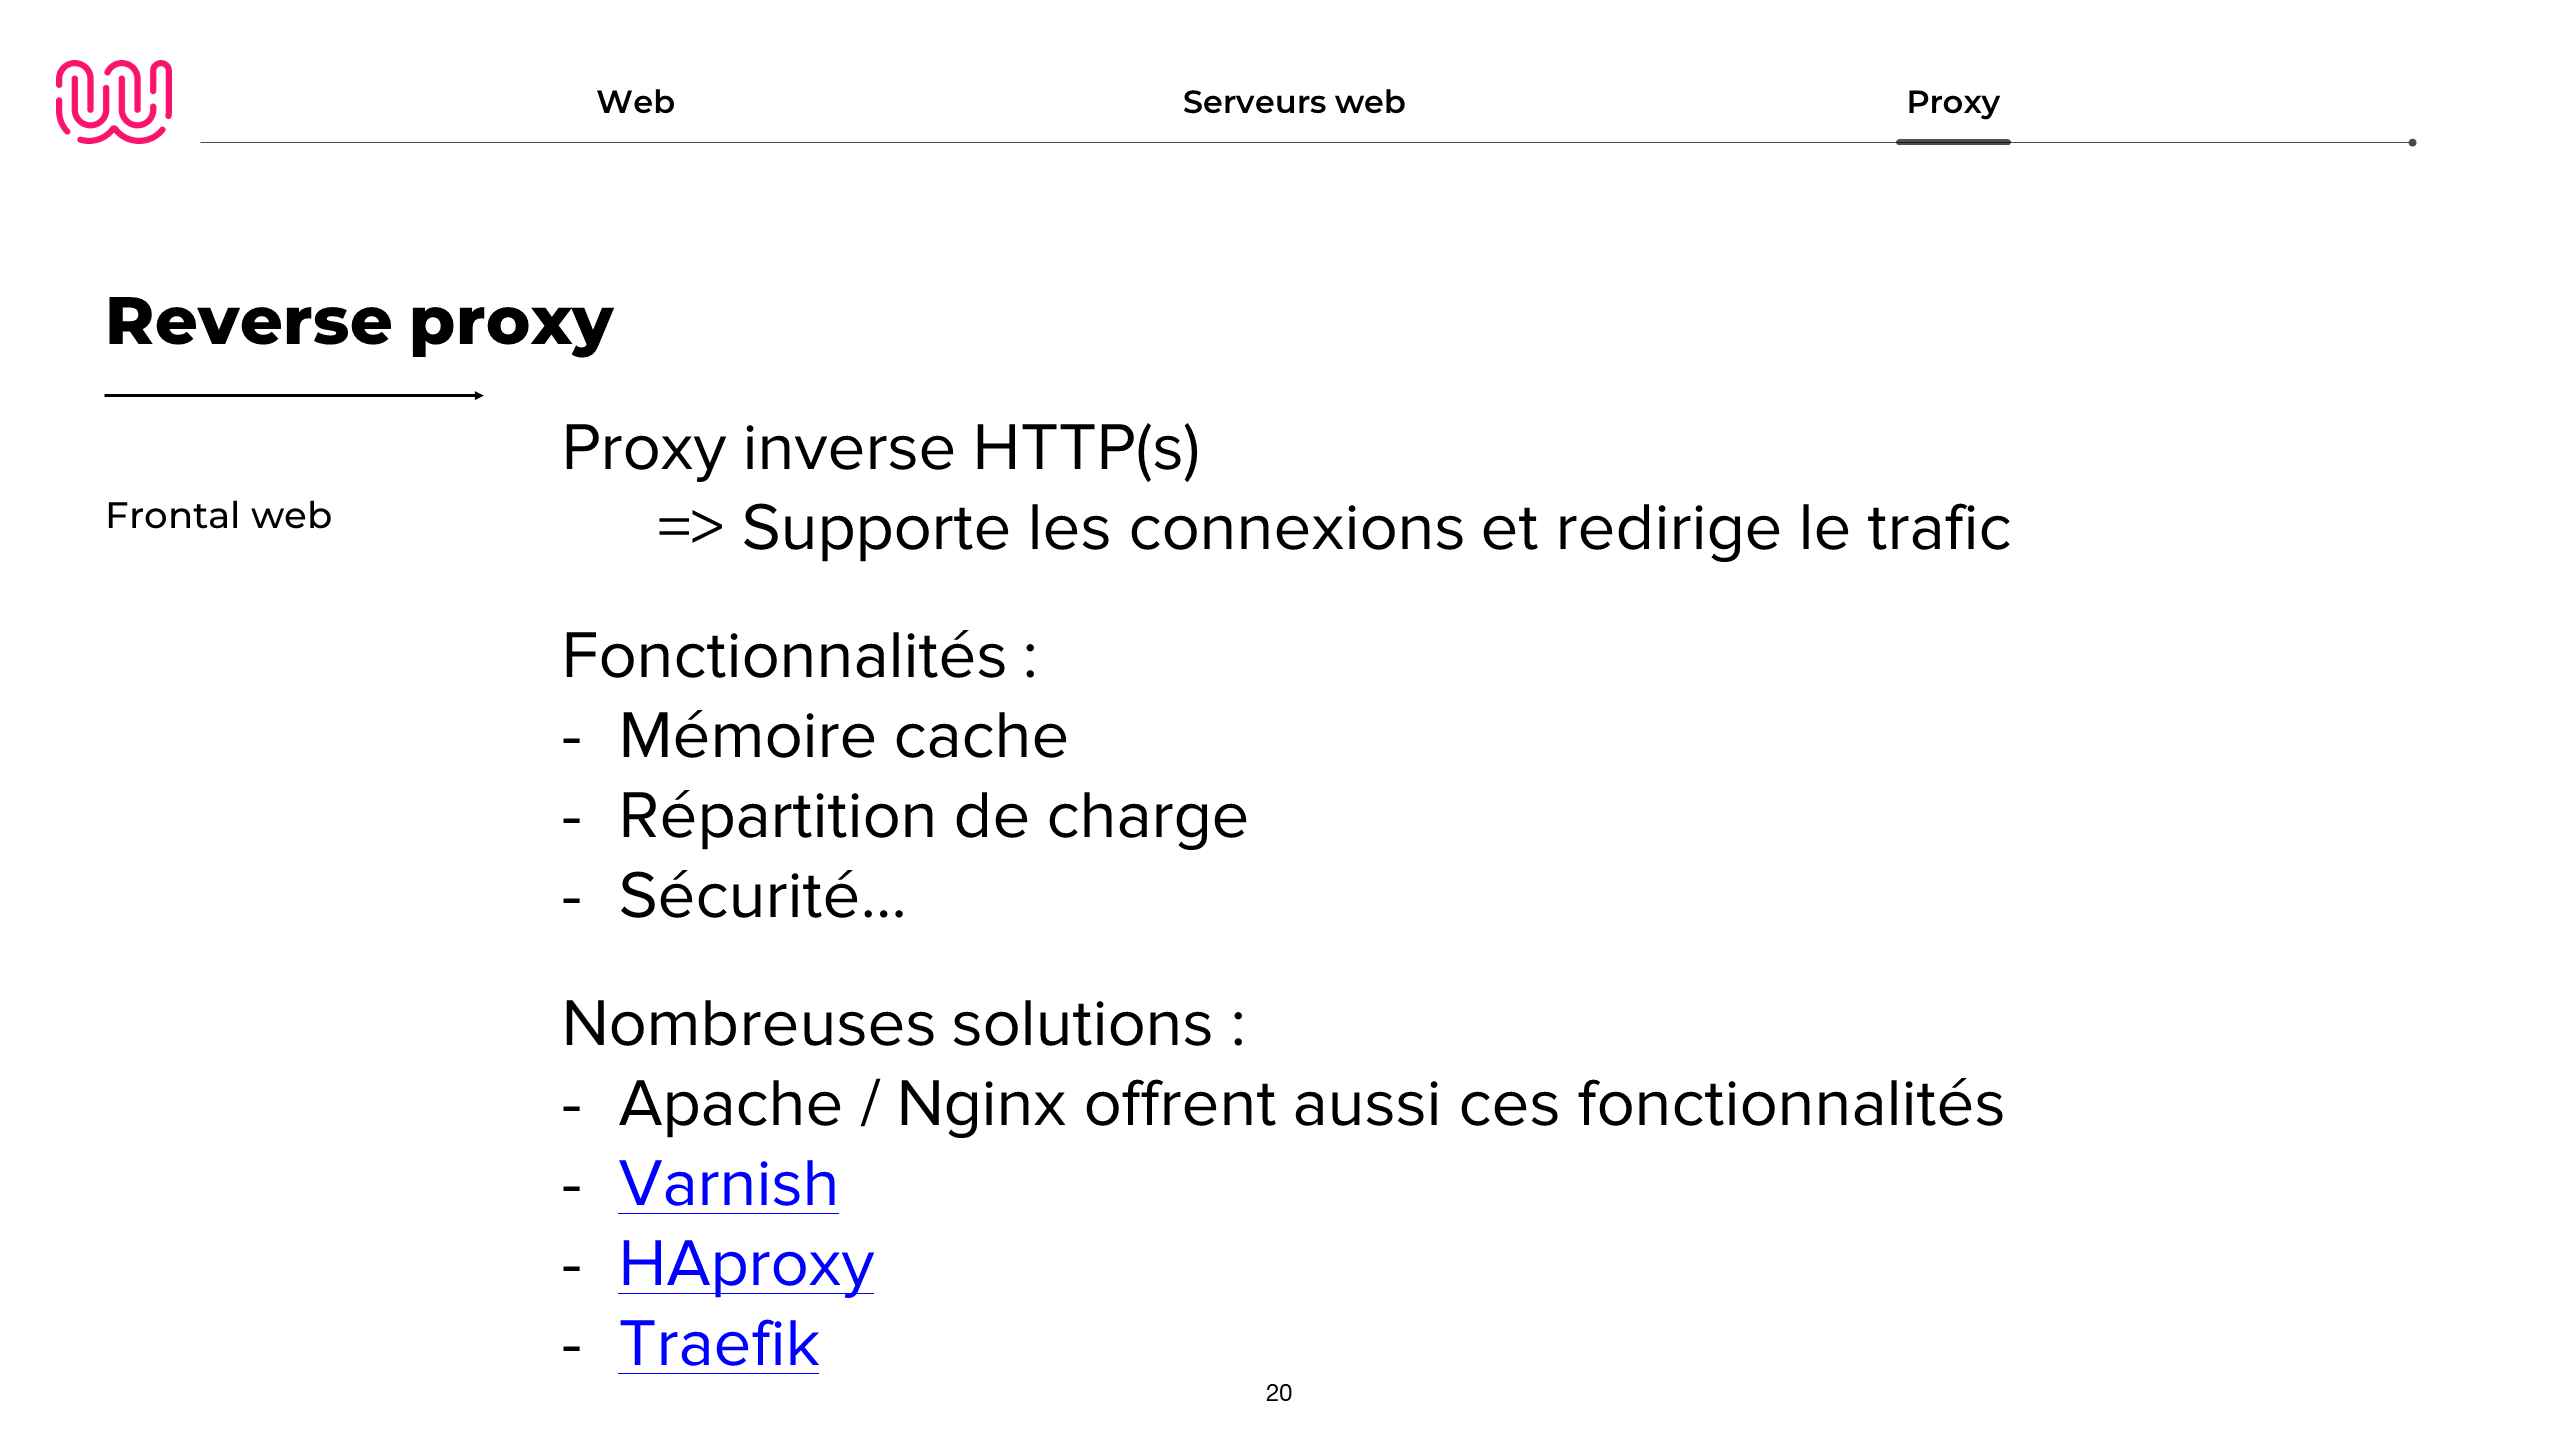 Web
Serveurs web
Proxy
Reverse proxy
Frontal web
Proxy inverse HTTP(s)
=> Supporte les connexions et redirige le trafic
Fonctionnalités :
- Mémoire cache
- Répartition de charge
- Sécurité...
Nombreuses solutions :
- Apache / Nginx offrent aussi ces fonctionnalités
- Varnish
- HAproxy
- Traefik
20